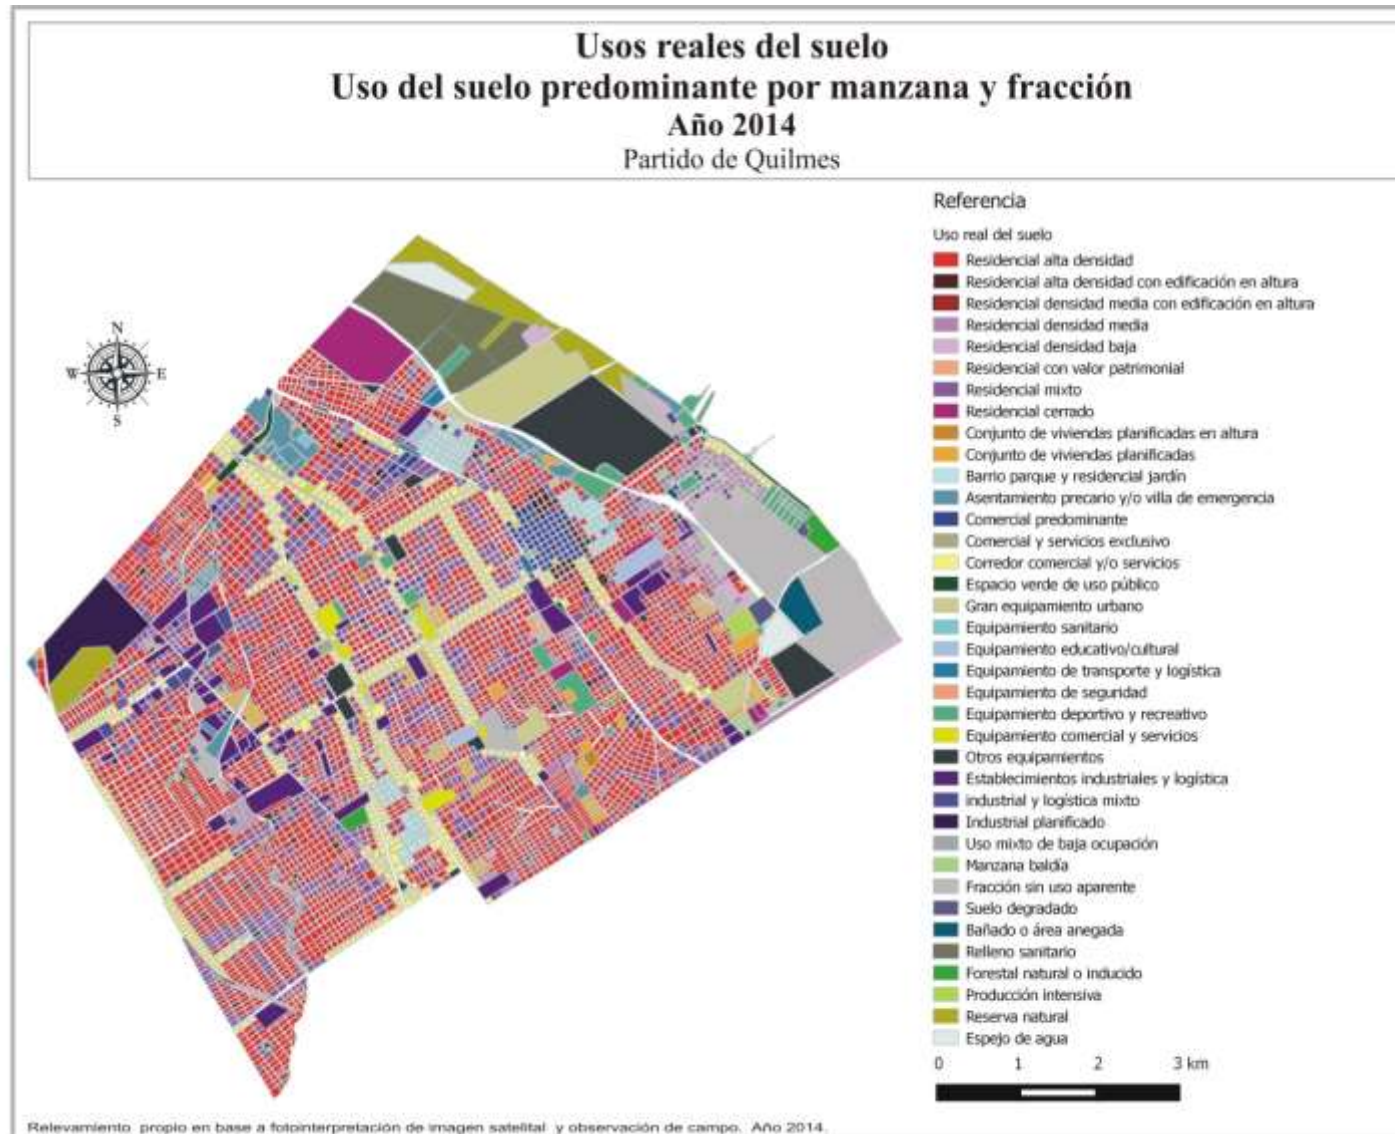 Usos reales del suelo
Uso del suelo predominante por manzana y fracción
Año 2014
Partido de Quilmes
N
W
E
S
Referencia
Uso real del suelo
Residencial alta densidad
Residencial alta densidad con edificación en altura
Residencial densidad media con edificación en altura
Residencial densidad media
Residencial densidad baja
Residencial con valor patrimonial
Residencial mixto
Residencial cerrado
Conjunto de viviendas planificadas en altura
Conjunto de viviendas planificadas
Barrio parque y residencial jardín
Asentamiento precario y/o villa de emergencia
Comercial predominante
Comercial y servicios exclusivo
Corredor comercial y/o servicios
Espacio verde de uso público
Gran equipamiento urbano
Equipamiento sanitario
Equipamiento educativo/cultural
Equipamiento de transporte y logística
Equipamiento de seguridad
Equipamiento deportivo y recreativo
Equipamiento comercial y servicios
Otros equipamientos
Establecimientos industriales y logística
industrial y logística mixto
Industrial planificado
Uso mixto de baja ocupación
Manzana baldía
Fracción sin uso aparente
Suelo degradado
Bañado o área anegada
Relleno sanitario
Forestal natural o inducido
Producción intensiva
Reserva natural
Espejo de agua
0 1 2 3 km
Relevamiento propio en base a fotointerpretación de imagen satelital y observación de campo. Año 2014.